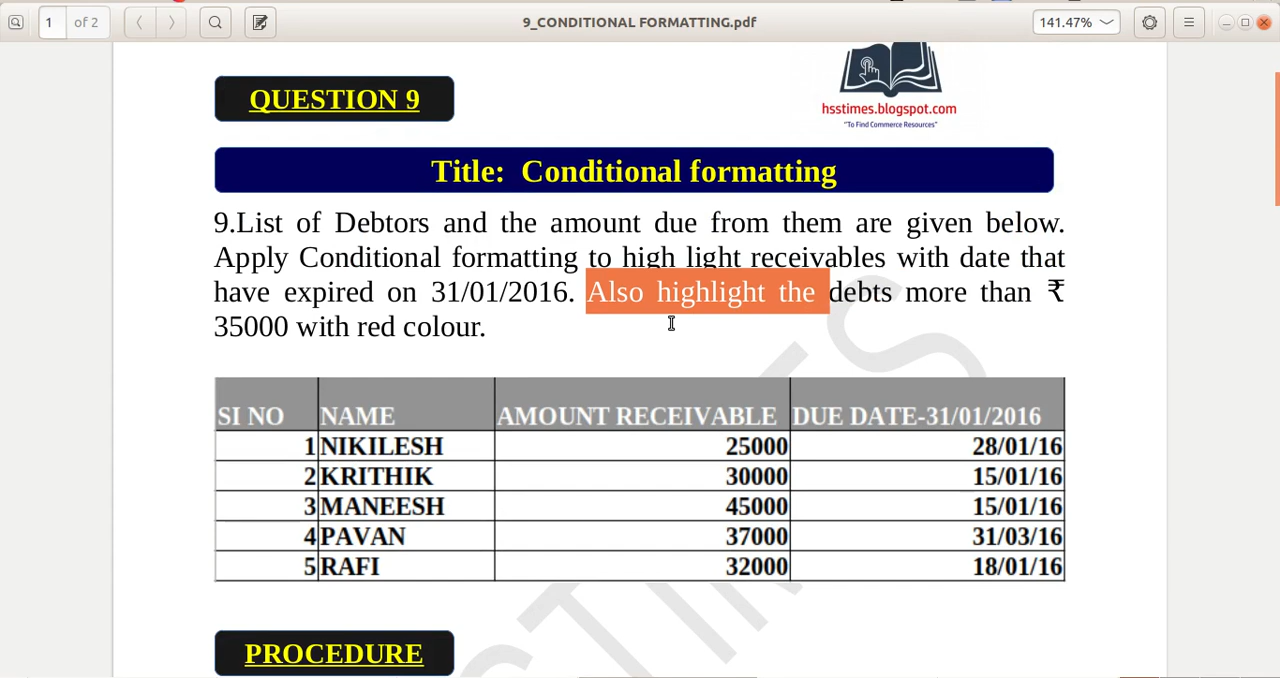 1 of 2 9_CONDITIONAL FORMATTING.pdf 141.47%
QUESTION 9
hsstimes.blogspot.com
"To Find Commerce Resources"
Title: Conditional formatting
9.List of Debtors and the amount due from them are given below.
Apply Conditional formatting to high light receivables with date that
have expired on 31/01/2016. Also highlight the debts more than ₹
35000 with red colour.
SI NO NAME AMOUNT RECEIVABLE DUE DATE-31/01/2016
1 NIKILESH 25000 28/01/16
2 KRITHIK 30000 15/01/16
3 MANEESH 45000 15/01/16
4 PAVAN 37000 31/03/16
5 RAFI 32000 18/01/16
PROCEDURE